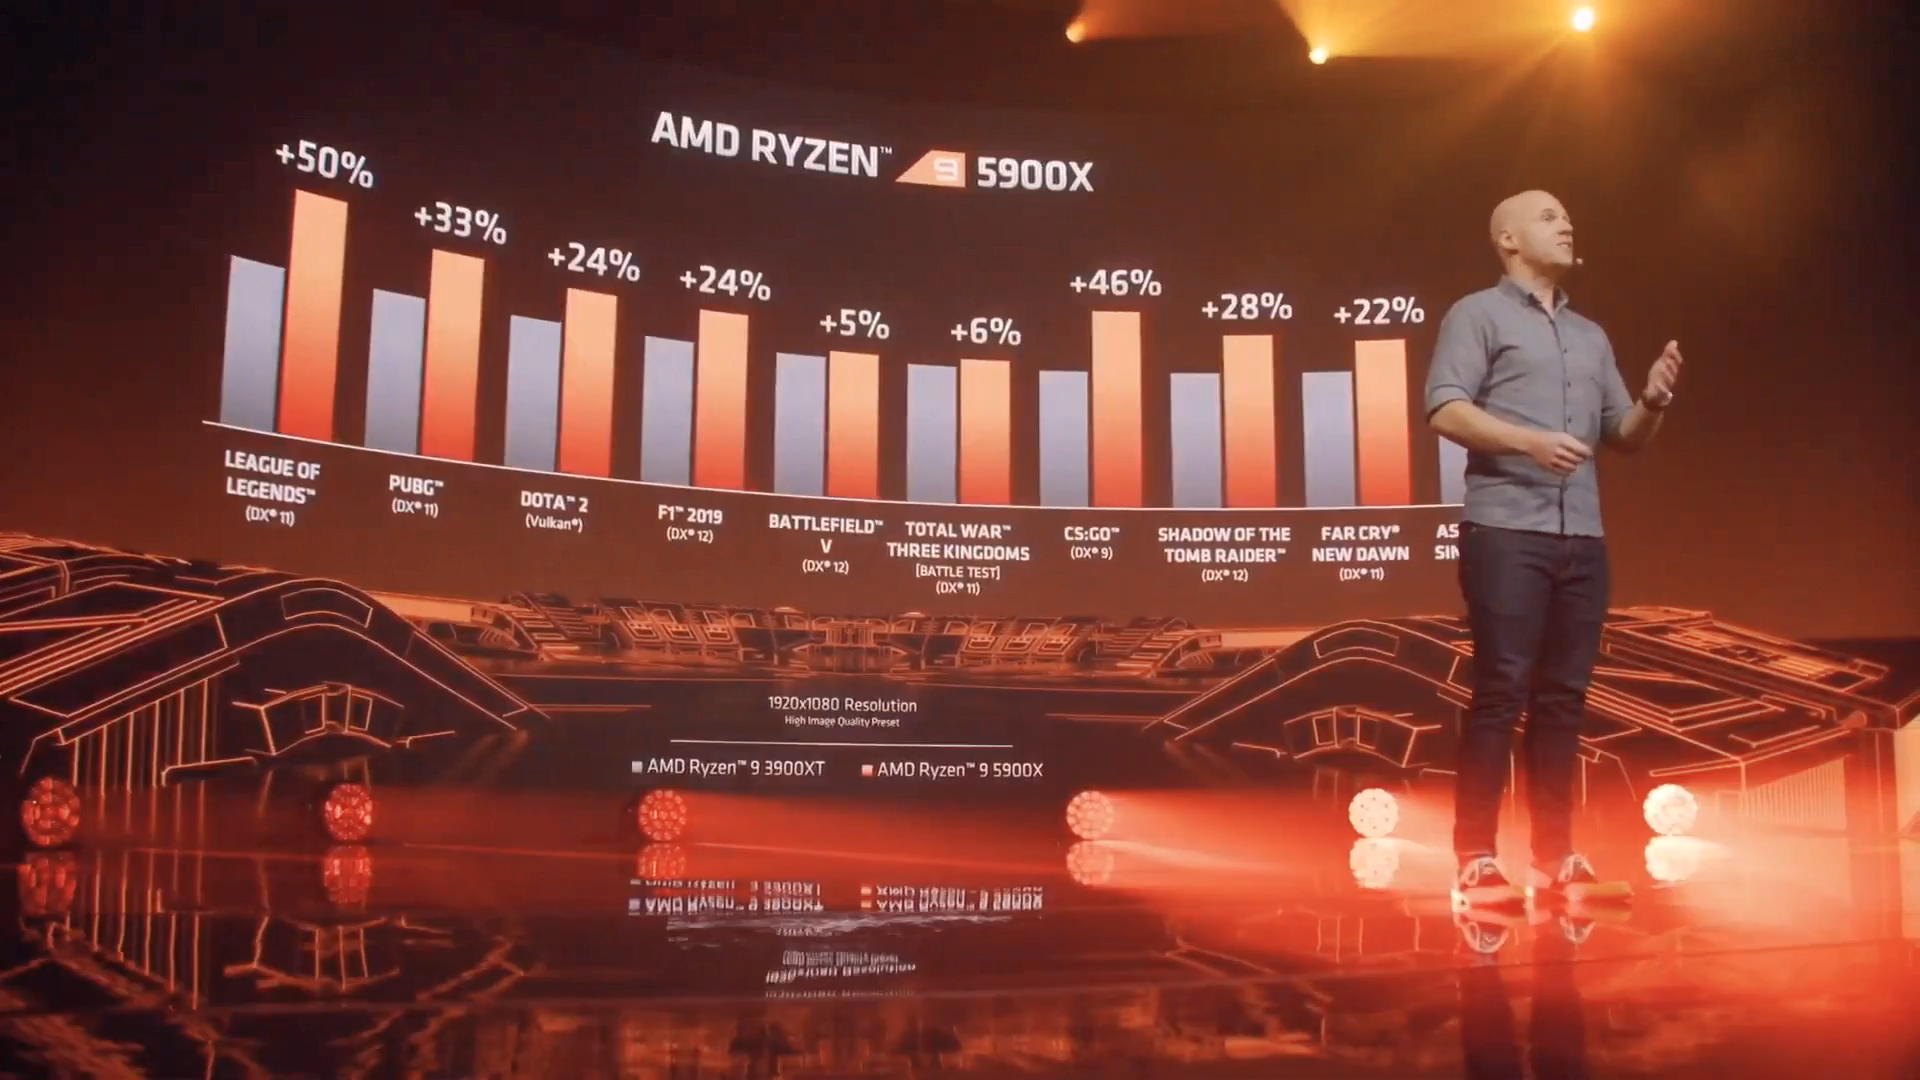 AMD RYZEN™ 9 5900X
+50%
+33%
+24%
+24%
+5%
+6%
+46%
+28%
+22%
LEAGUE OF
LEGENDS™
(DX® 11)
PUBG™
(DX® 11)
DOTA™ 2
(Vulkan®)
F1™ 2019
(DX® 12)
BATTLEFIELD™
V
(DX® 12)
TOTAL WAR™
THREE KINGDOMS
[BATTLE TEST]
(DX® 11)
CS:GO™
(DX® 9)
SHADOW OF THE
TOMB RAIDER™
(DX® 12)
FAR CRY®
NEW DAWN
(DX® 11)
AS
SIN
1920x1080 Resolution
High Image Quality Preset
AMD Ryzen™ 9 3900XT
AMD Ryzen™ 9 5900X